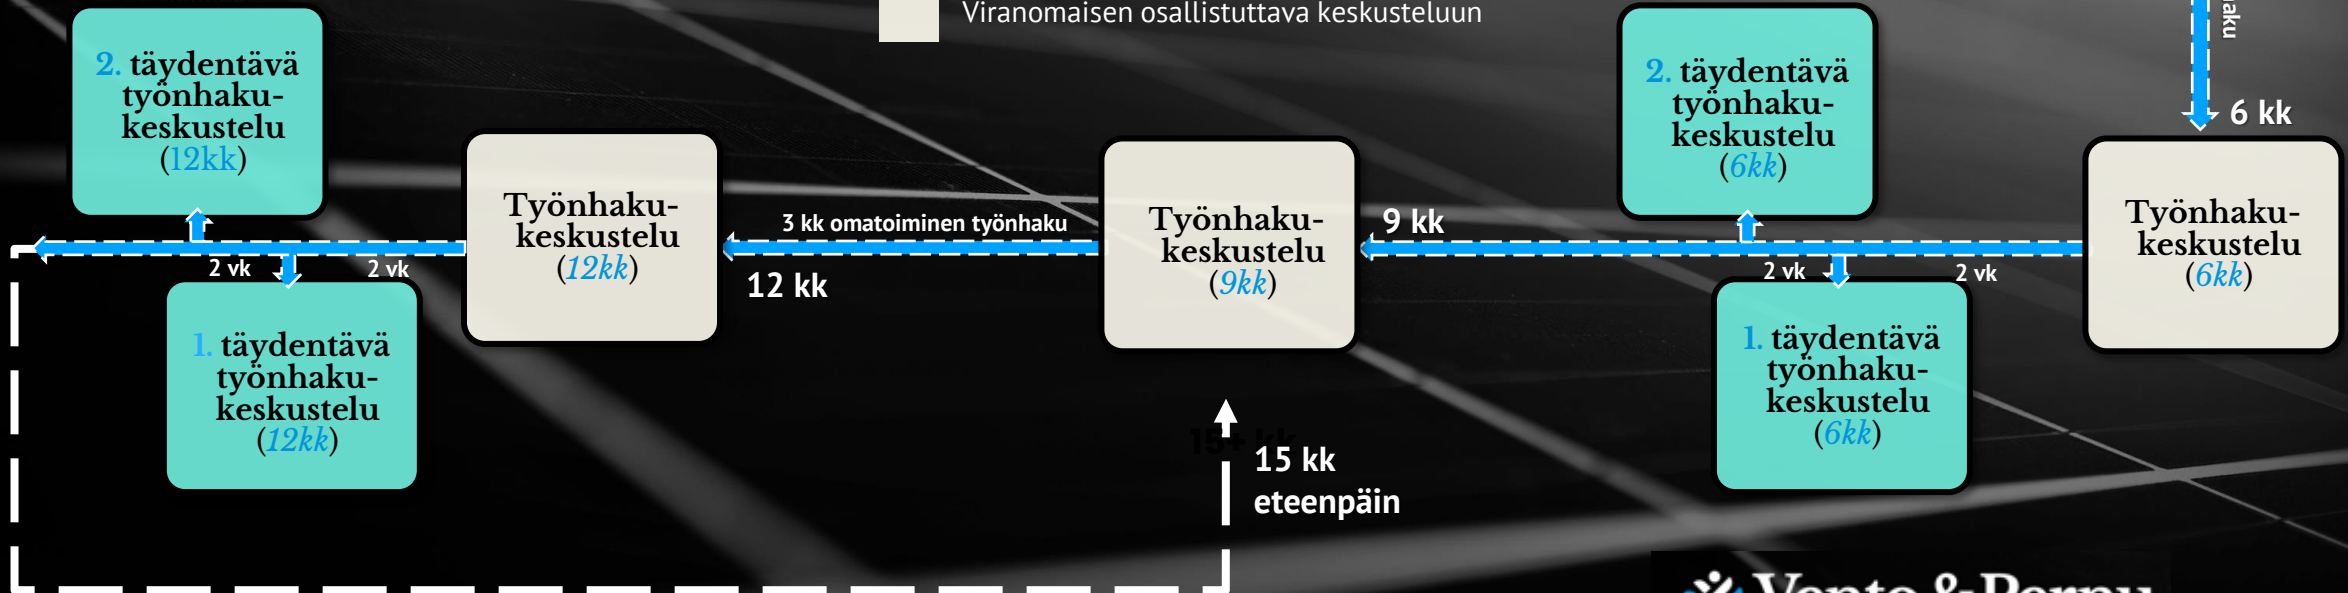 Viranomaisen osallistuttava keskusteluun
2. täydentävä
työnhaku-
keskustelu
(12kk)
2 vk
2 vk
1. täydentävä
työnhaku-
keskustelu
(12kk)
Työnhaku-
keskustelu
(12kk)
3 kk omatoiminen työnhaku
12 kk
Työnhaku-
keskustelu
(9kk)
15+ kk
15 kk
eteenpäin
9 kk
2. täydentävä
työnhaku-
keskustelu
(6kk)
2 vk
2 vk
1. täydentävä
työnhaku-
keskustelu
(6kk)
6 kk
Työnhaku-
keskustelu
(6kk)